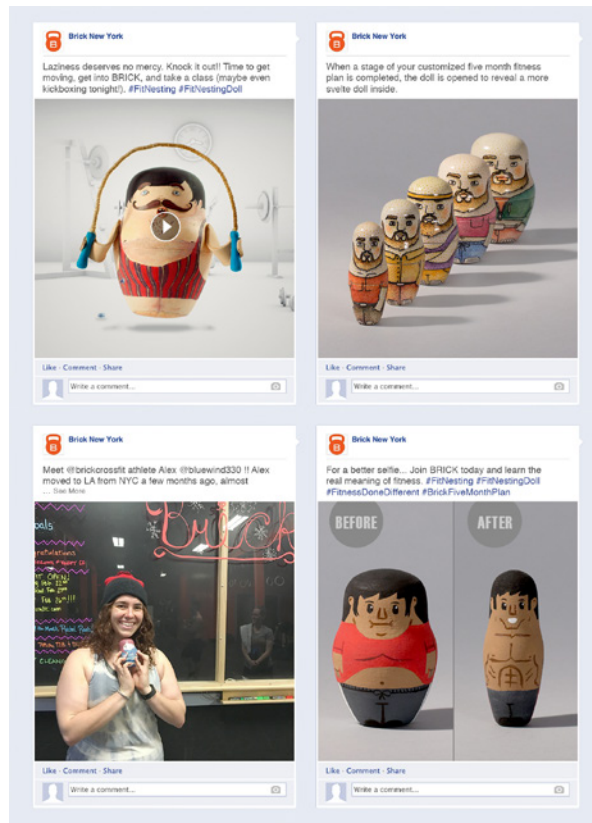 Brick New York
Laziness deserves no mercy. Knock it out!! Time to get
moving, get into BRICK, and take a class (maybe even
kickboxing tonight!). #FitNesting #FitNestingDoll
Like · Comment · Share
Write a comment...
Brick New York
When a stage of your customized five month fitness
plan is completed, the doll is opened to reveal a more
svelte doll inside.
Like · Comment · Share
Write a comment...
Brick New York
Meet @brickcrossfit athlete Alex @bluewind330 !! Alex
moved to LA from NYC a few months ago, almost
... See More
Brick
oals
Like · Comment · Share
Write a comment...
Brick New York
For a better selfie... Join BRICK today and learn the
real meaning of fitness. #FitNesting #FitNestingDoll
#FitnessDoneDifferent #BrickFiveMonthPlan
BEFORE
AFTER
Like · Comment · Share
Write a comment...